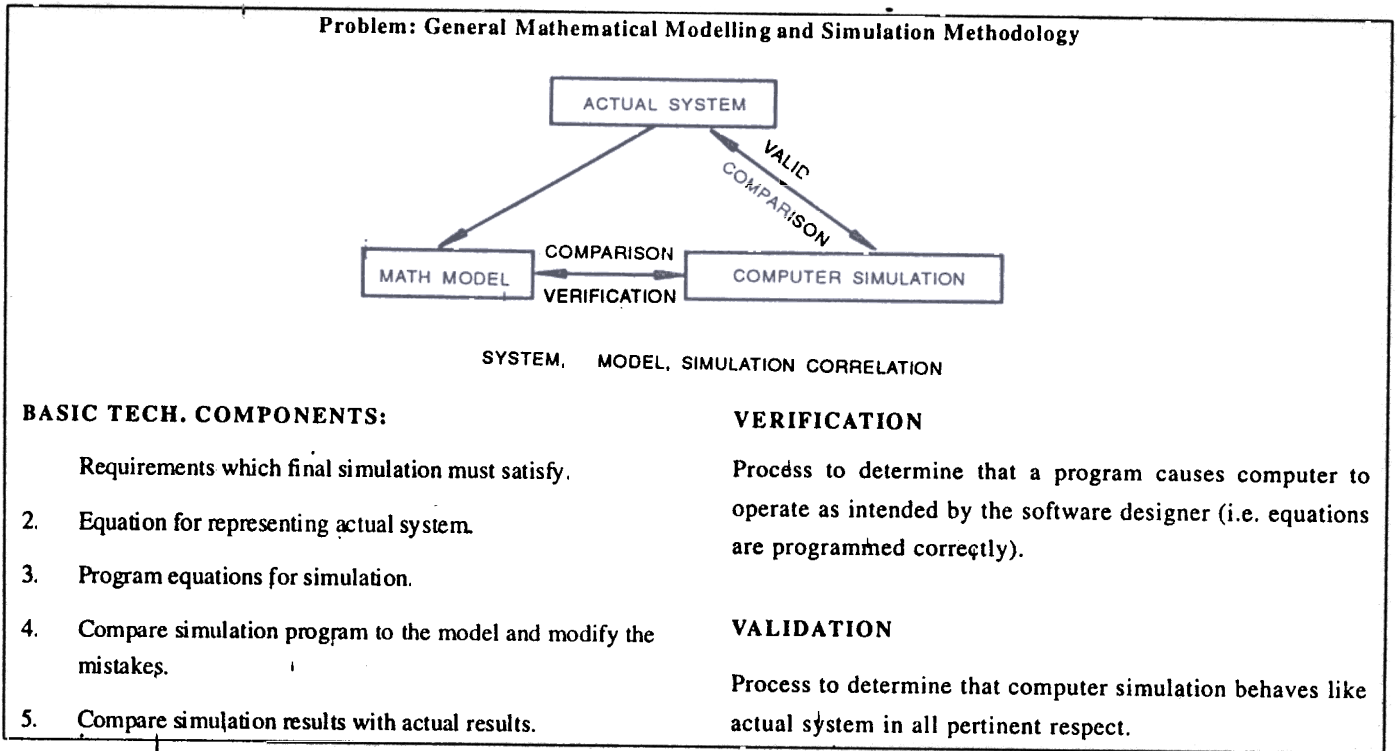 Problem: General Mathematical Modelling and Simulation Methodology
ACTUAL SYSTEM
VALID
COMPARISON
COMPARISON
MATH MODEL
COMPUTER SIMULATION
VERIFICATION
SYSTEM, MODEL, SIMULATION CORRELATION
BASIC TECH. COMPONENTS:
Requirements which final simulation must satisfy.
2. Equation for representing actual system.
3. Program equations for simulation.
4. Compare simulation program to the model and modify the
mistakes.
5. Compare simulation results with actual results.
VERIFICATION
Process to determine that a program causes computer to
operate as intended by the software designer (i.e. equations
are programmed correctly).
VALIDATION
Process to determine that computer simulation behaves like
actual system in all pertinent respect.